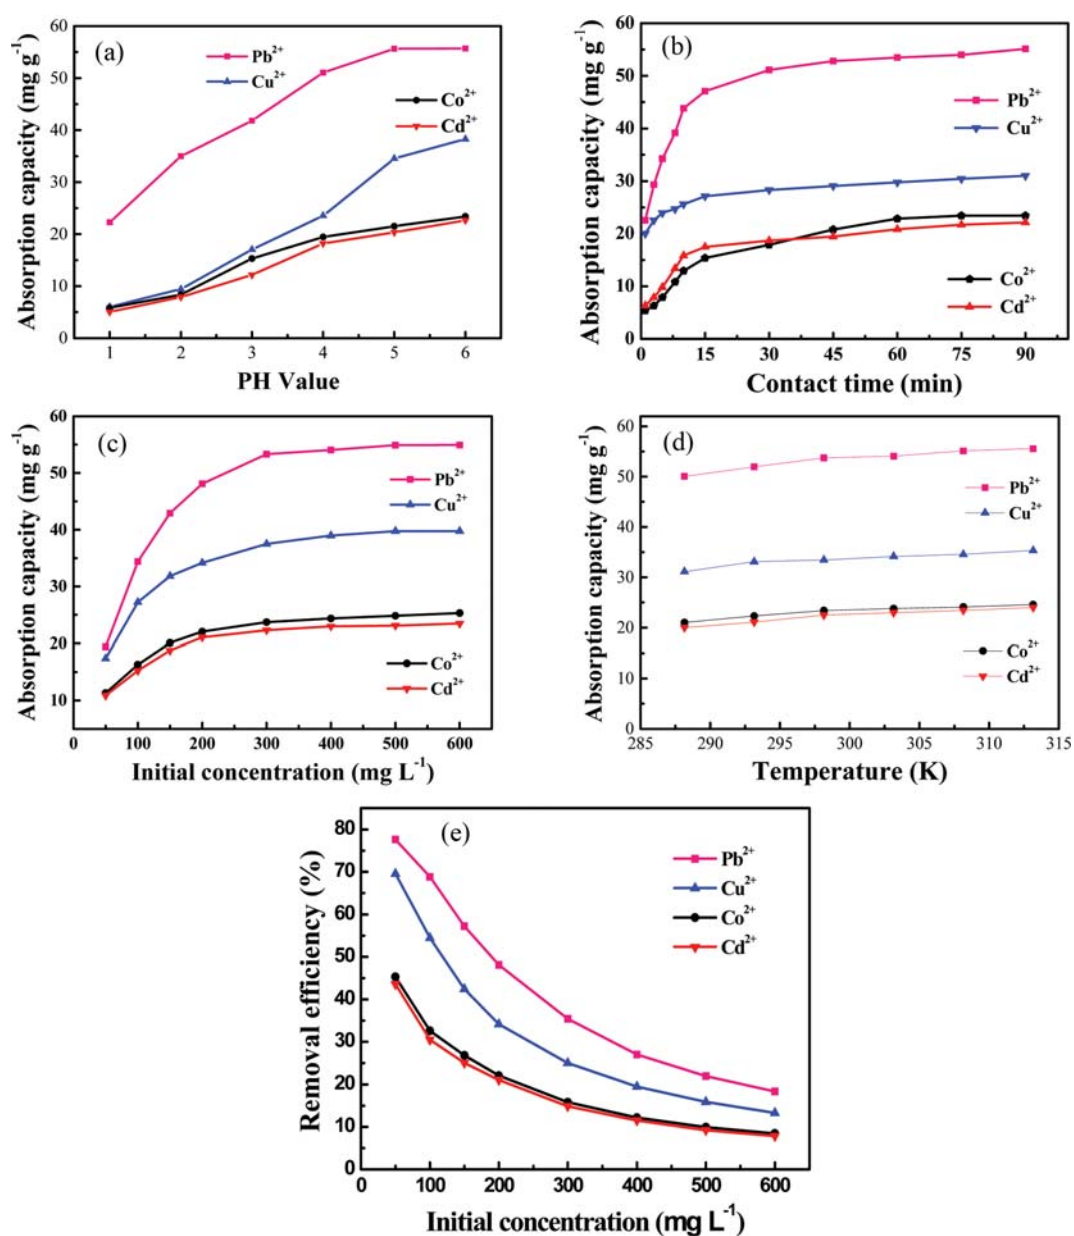 (a)
Pb²⁺
Cu²⁺
Co²⁺
Cd²⁺
Absorption capacity (mg g⁻¹)
60
50
40
30
20
10
0
1 2 3 4 5 6
PH Value
(b)
Pb²⁺
Cu²⁺
Co²⁺
Cd²⁺
Absorption capacity (mg g⁻¹)
60
50
40
30
20
10
0
0 15 30 45 60 75 90
Contact time (min)
(c)
Pb²⁺
Cu²⁺
Co²⁺
Cd²⁺
Absorption capacity (mg g⁻¹)
60
50
40
30
20
10
0 100 200 300 400 500 600
Initial concentration (mg L⁻¹)
(d)
Pb²⁺
Cu²⁺
Co²⁺
Cd²⁺
Absorption capacity (mg g⁻¹)
60
50
40
30
20
10
0
285 290 295 300 305 310 315
Temperature (K)
(e)
Pb²⁺
Cu²⁺
Co²⁺
Cd²⁺
Removal efficiency (%)
80
70
60
50
40
30
20
10
0
0 100 200 300 400 500 600
Initial concentration (mg L⁻¹)